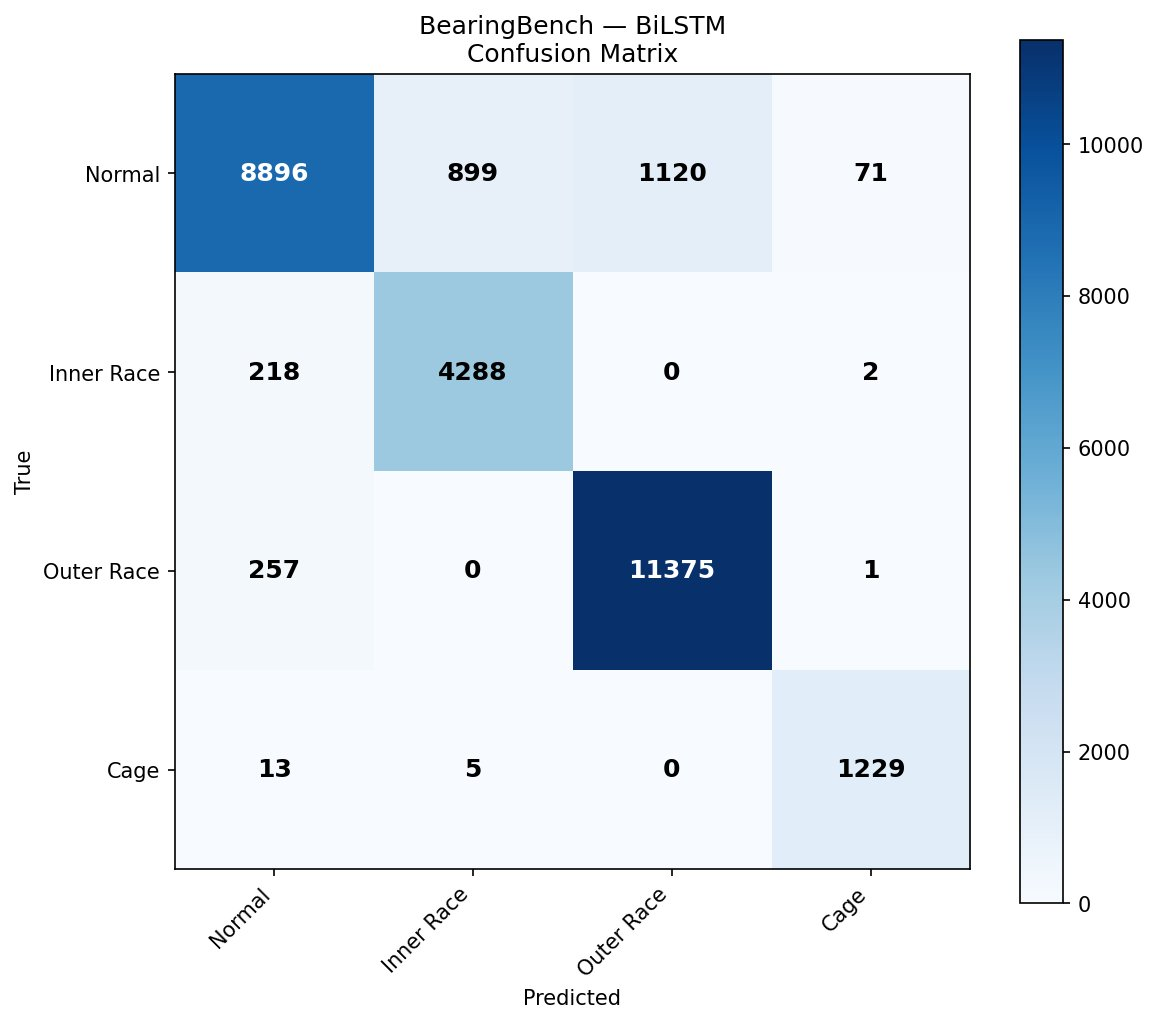 BearingBench — BiLSTM
Confusion Matrix
Normal
8896
899
1120
71
Inner Race
218
4288
0
2
Outer Race
257
0
11375
1
Cage
13
5
0
1229
True
Normal
Inner Race
Outer Race
Cage
Predicted
10000
8000
6000
4000
2000
0